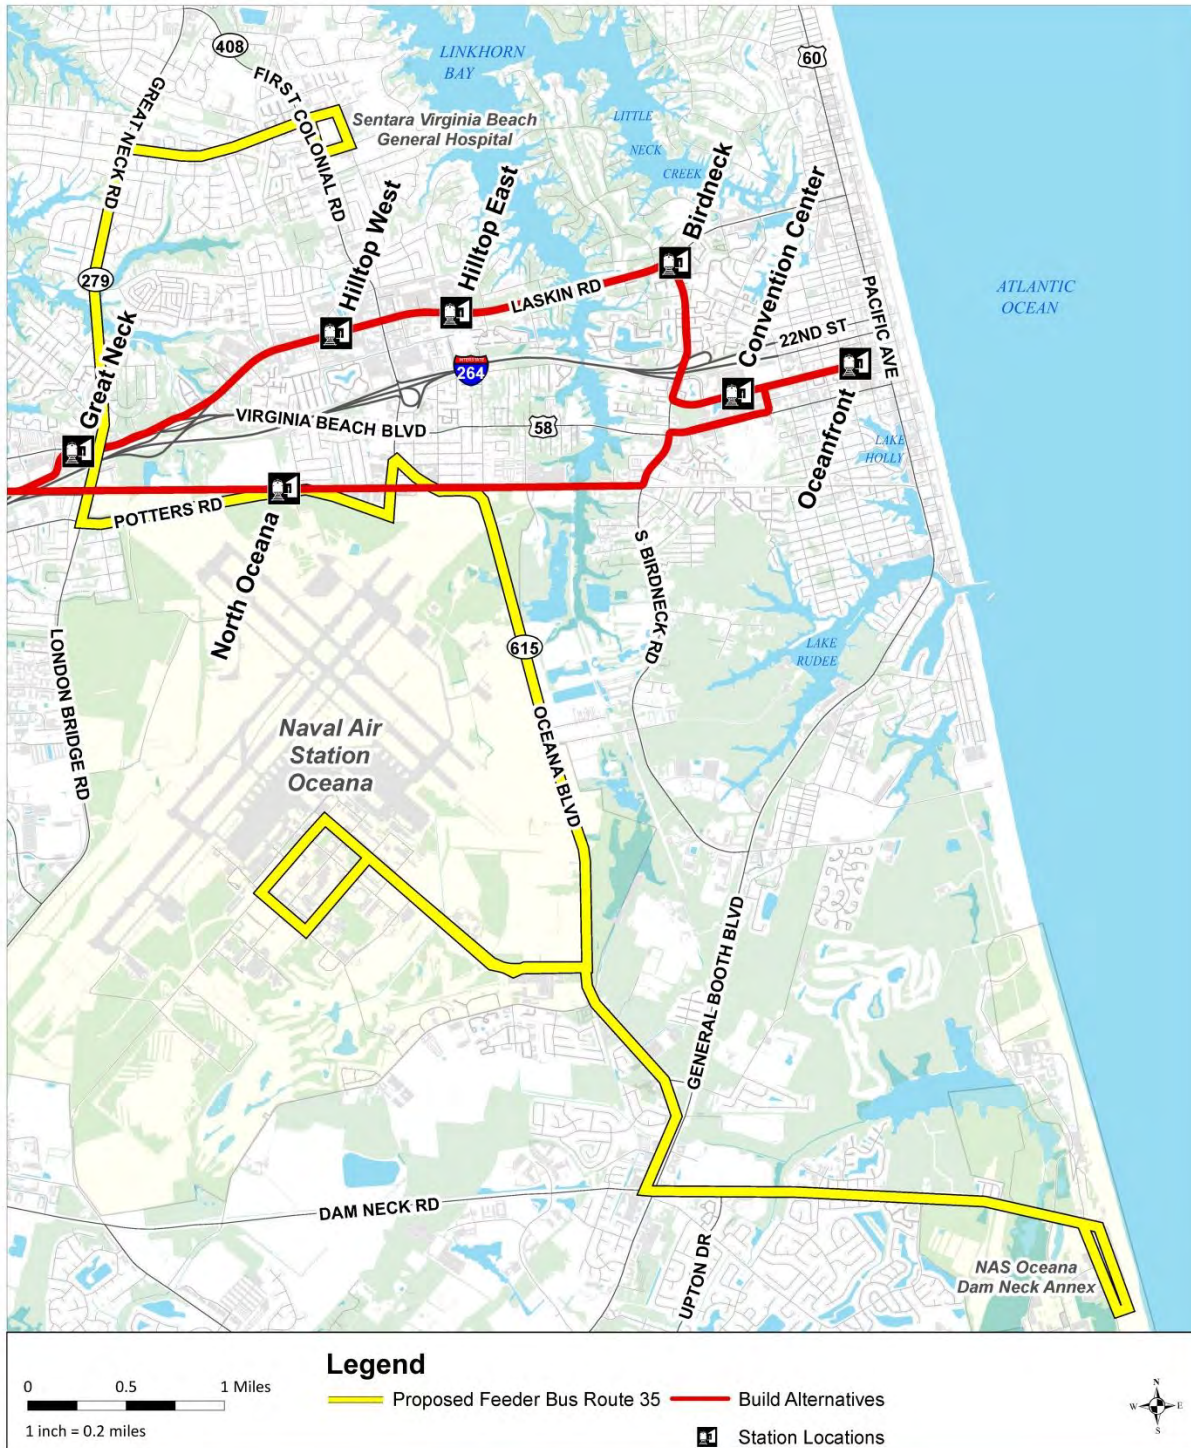 408
FIRST COLONIAL RD
GREAT NECK RD
LINKHORN
BAY
60
Sentara Virginia Beach
General Hospital
LITTLE
NECK
CREEK
Birdneck
Convention Center
Hilltop West
Hilltop East
279
Great Neck
LASKIN RD
PACIFIC AVE
ATLANTIC
OCEAN
22ND ST
INTERSTATE
264
VIRGINIA BEACH BLVD
58
Oceanfront
LAKE
HOLLY
POTTERS RD
North Oceana
S BIRDNECK RD
LONDON BRIDGE RD
615
LAKE
RUDEE
Naval Air
Station
Oceana
OCEANA BLVD
GENERAL BOOTH BLVD
DAM NECK RD
UPTON DR
NAS Oceana
Dam Neck Annex
Legend
0 0.5 1 Miles
1 inch = 0.2 miles
Proposed Feeder Bus Route 35
Build Alternatives
Station Locations
N
W E
S